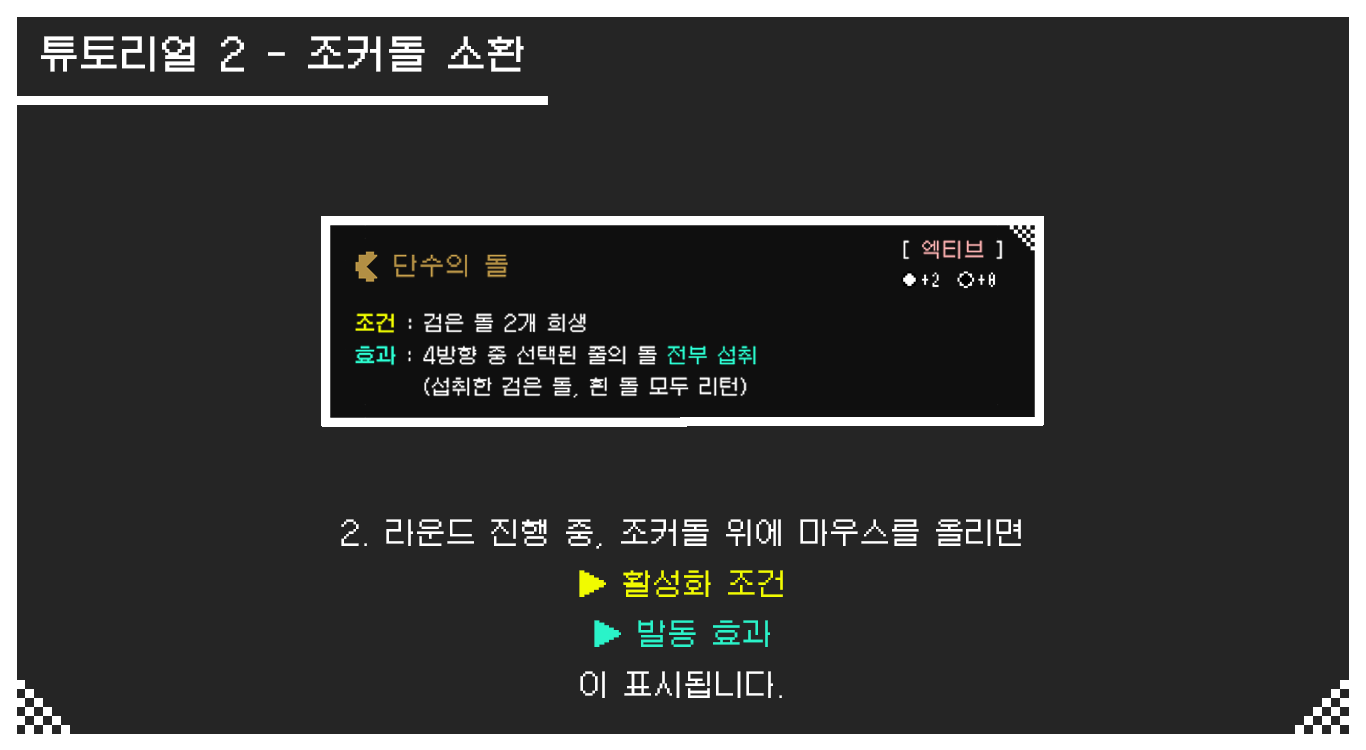 튜토리얼 2 - 조커돌 소환
단수의 돌
[ 엑티브 ]
◆+2 ○+0
조건 : 검은 돌 2개 희생
효과 : 4방향 중 선택된 줄의 돌 전부 섭취
(섭취한 검은 돌, 흰 돌 모두 리턴)
2. 라운드 진행 중, 조커돌 위에 마우스를 올리면
▶ 활성화 조건
▶ 발동 효과
이 표시됩니다.